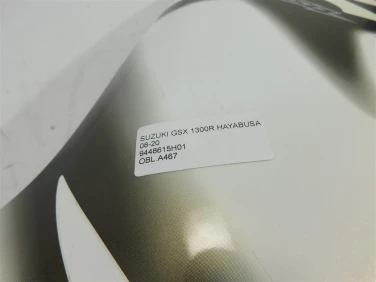 SUZUKI GSX 1300R HAYABUSA
08-20
9448615H01
OBL.A467